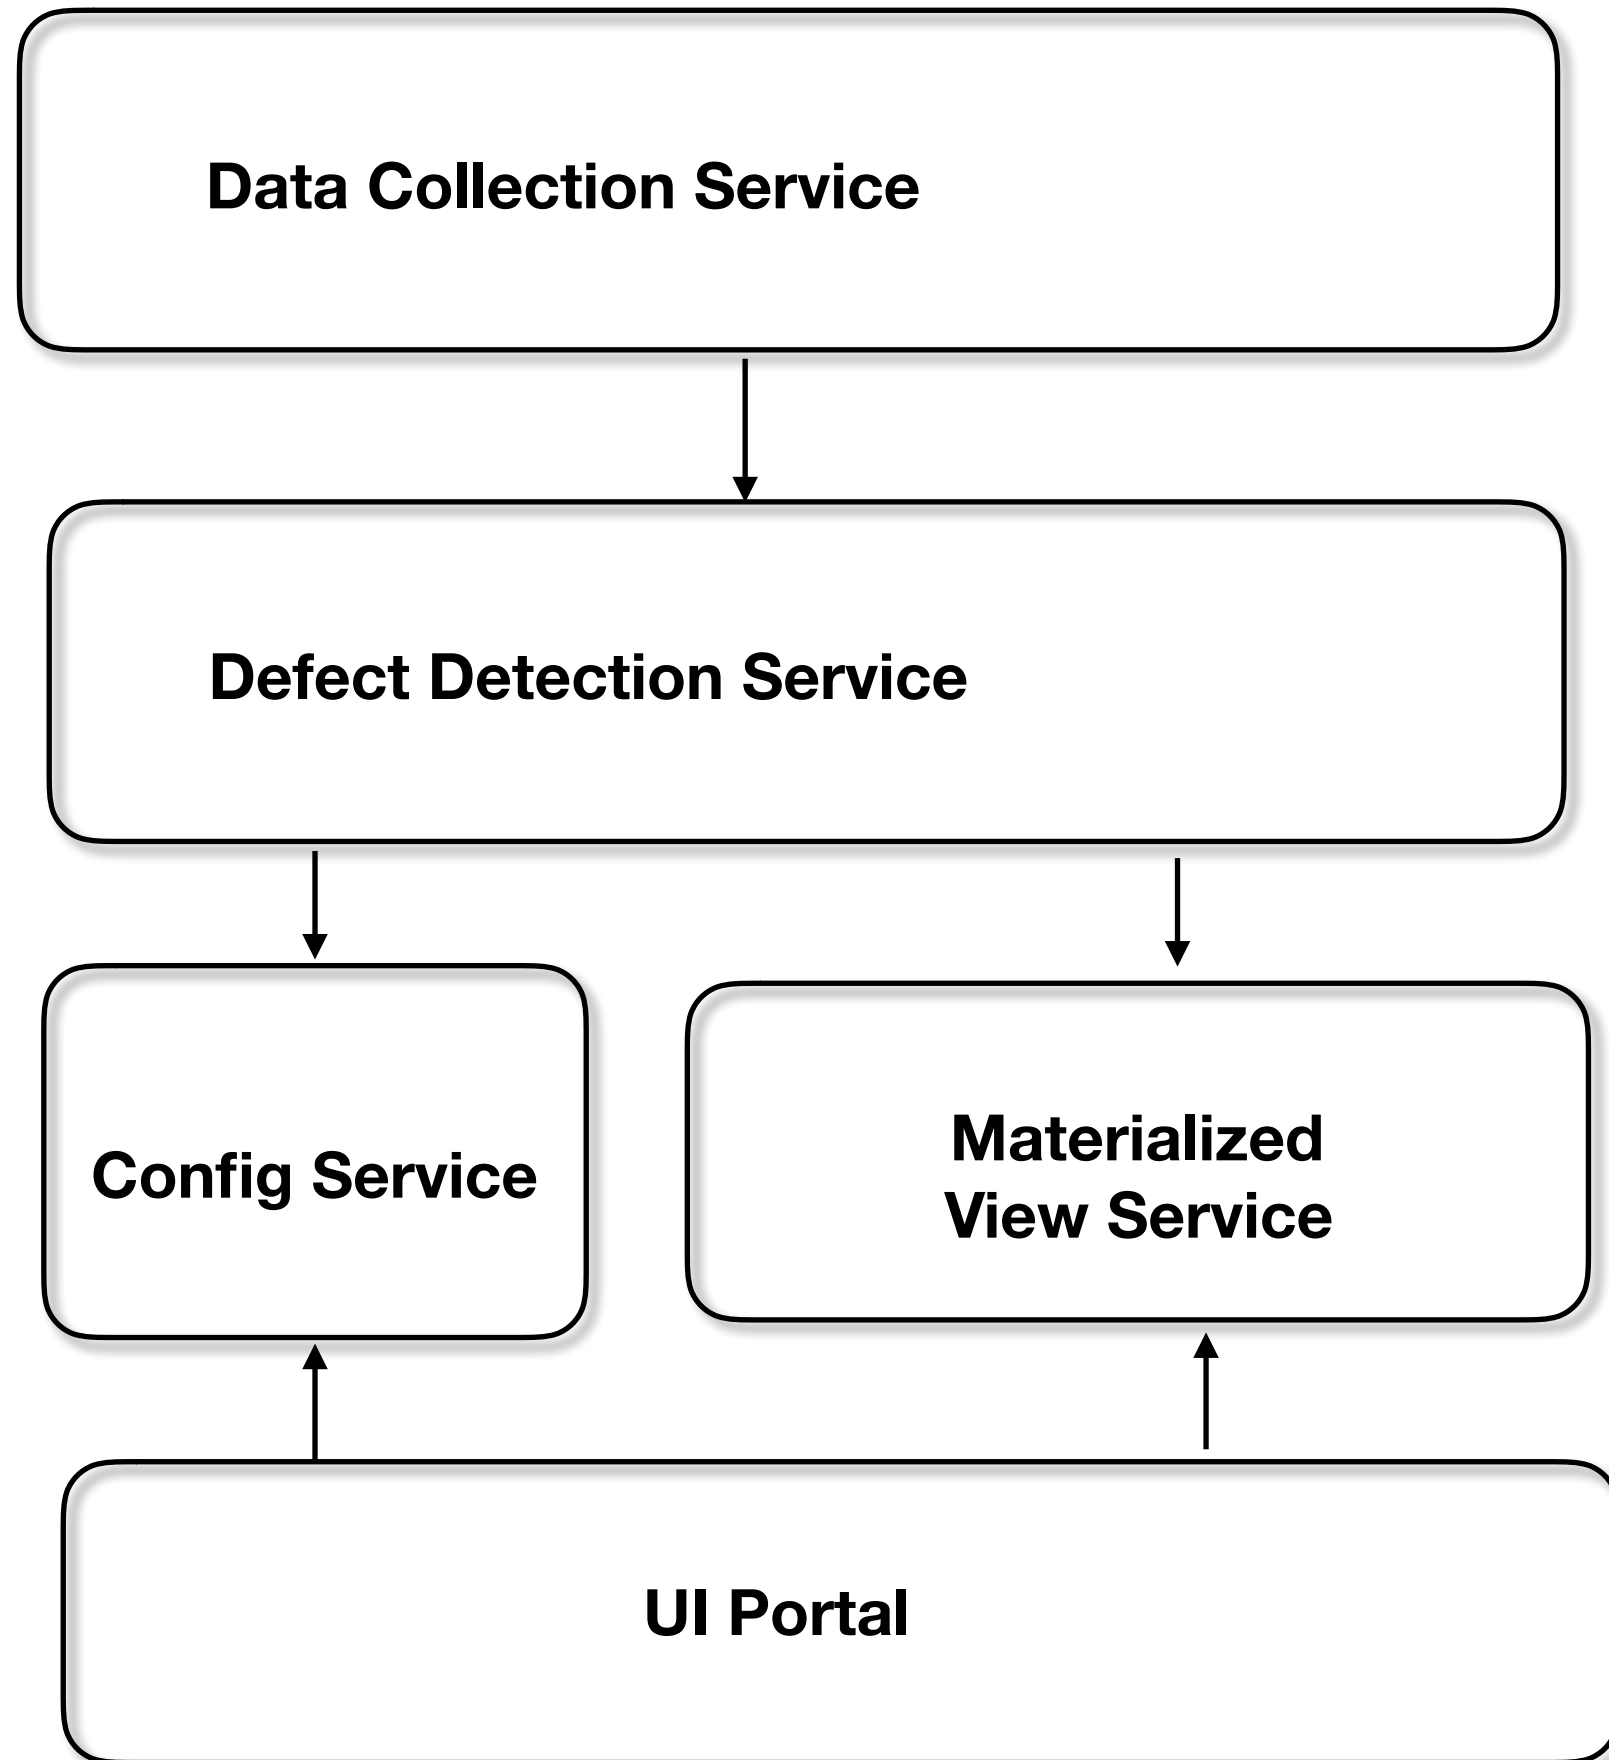 Data Collection Service
Defect Detection Service
Config Service
Materialized
View Service
UI Portal